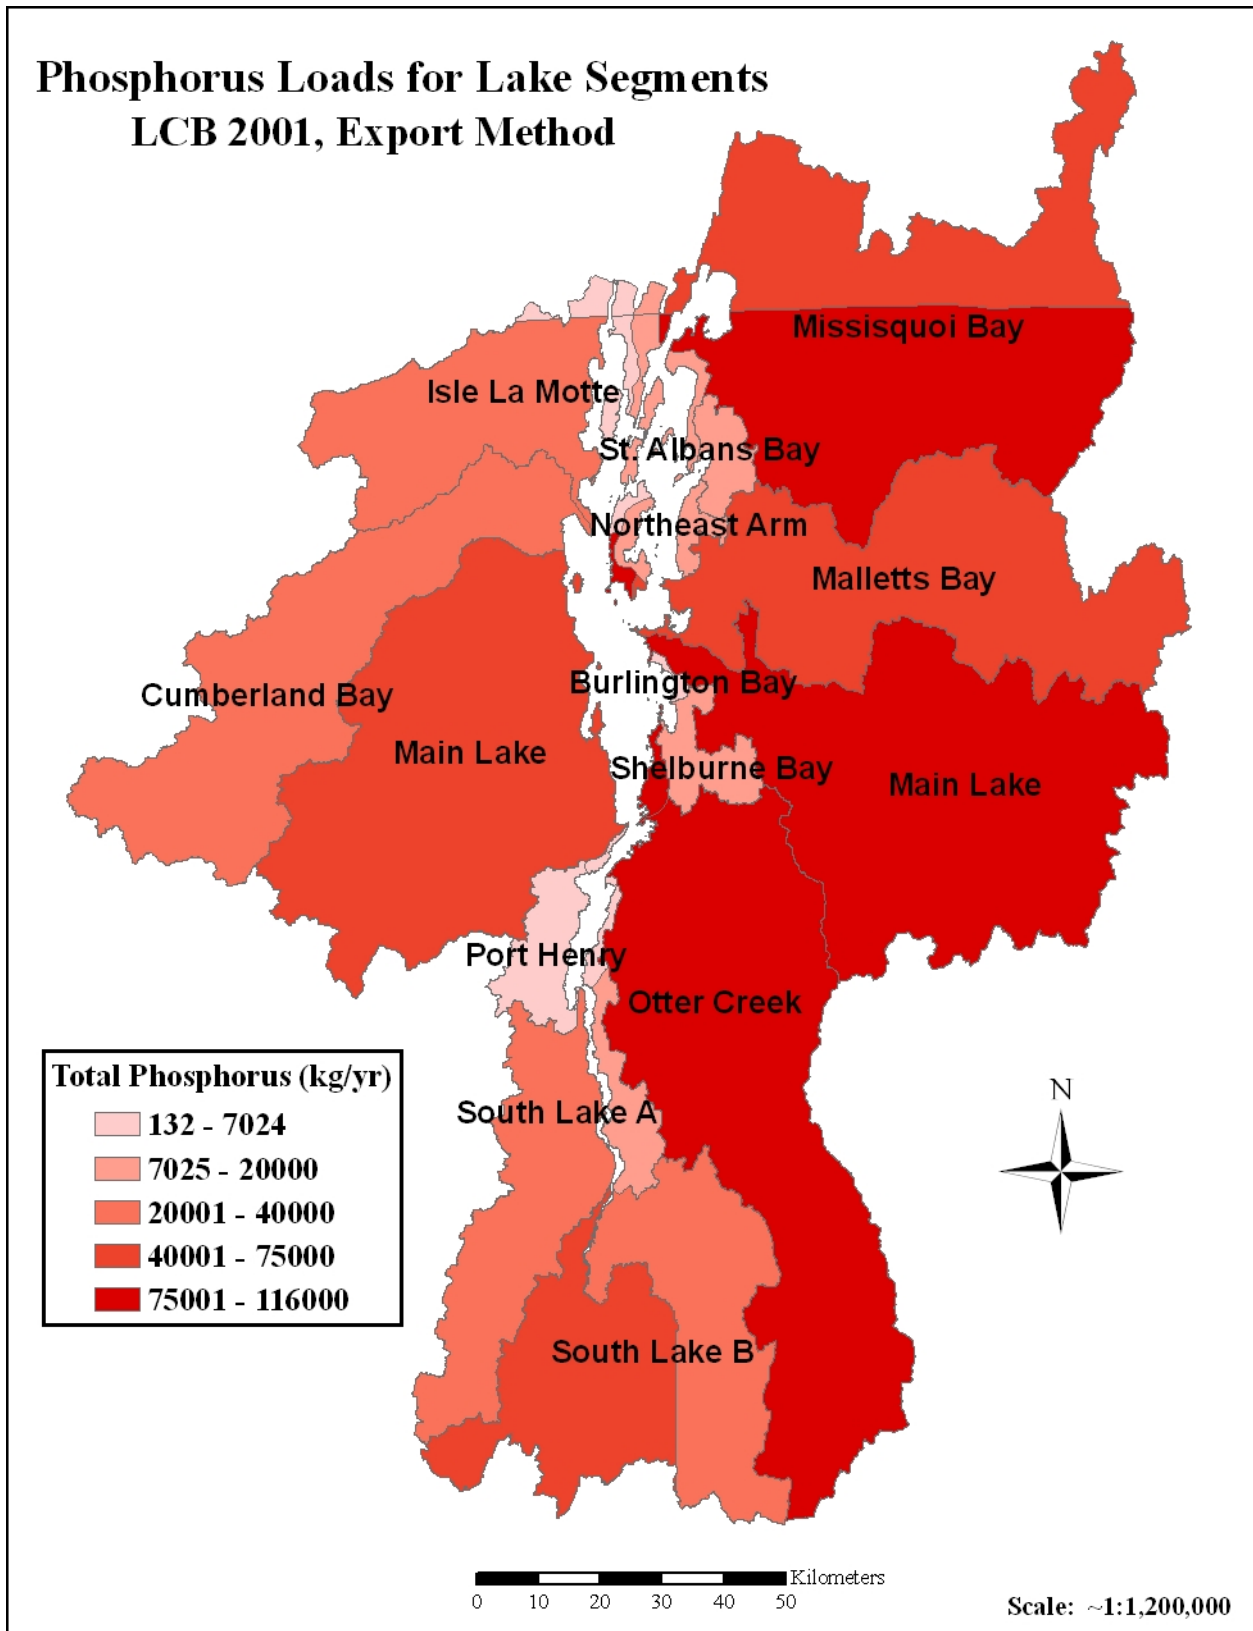 Phosphorus Loads for Lake Segments
LCB 2001, Export Method
Missisquoi Bay
Isle La Motte
St. Albans Bay
Northeast Arm
Malletts Bay
Burlington Bay
Cumberland Bay
Main Lake
Shelburne Bay
Main Lake
Port Henry
Otter Creek
South Lake A
South Lake B
Total Phosphorus (kg/yr)
132 - 7024
7025 - 20000
20001 - 40000
40001 - 75000
75001 - 116000
N
Kilometers
0 10 20 30 40 50
Scale: ~1:1,200,000